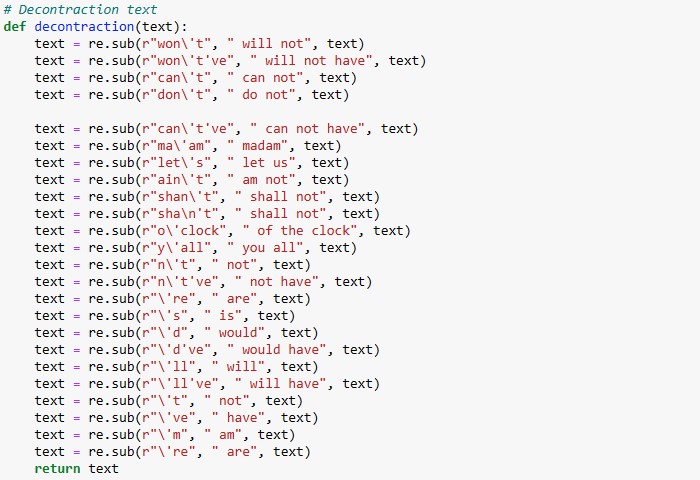 # Decontraction text
def decontraction(text):
    text = re.sub(r"won\'t", " will not", text)
    text = re.sub(r"won\'t've", " will not have", text)
    text = re.sub(r"can\'t", " can not", text)
    text = re.sub(r"don\'t", " do not", text)

    text = re.sub(r"can\'t've", " can not have", text)
    text = re.sub(r"ma\'am", " madam", text)
    text = re.sub(r"let\'s", " let us", text)
    text = re.sub(r"ain\'t", " am not", text)
    text = re.sub(r"shan\'t", " shall not", text)
    text = re.sub(r"sha\n't", " shall not", text)
    text = re.sub(r"o\'clock", " of the clock", text)
    text = re.sub(r"y\'all", " you all", text)
    text = re.sub(r"n\'t", " not", text)
    text = re.sub(r"n\'t've", " not have", text)
    text = re.sub(r"\'re", " are", text)
    text = re.sub(r"\'s", " is", text)
    text = re.sub(r"\'d", " would", text)
    text = re.sub(r"\'d've", " would have", text)
    text = re.sub(r"\'ll", " will", text)
    text = re.sub(r"\'ll've", " will have", text)
    text = re.sub(r"\'t", " not", text)
    text = re.sub(r"\'ve", " have", text)
    text = re.sub(r"\'m", " am", text)
    text = re.sub(r"\'re", " are", text)
    return text